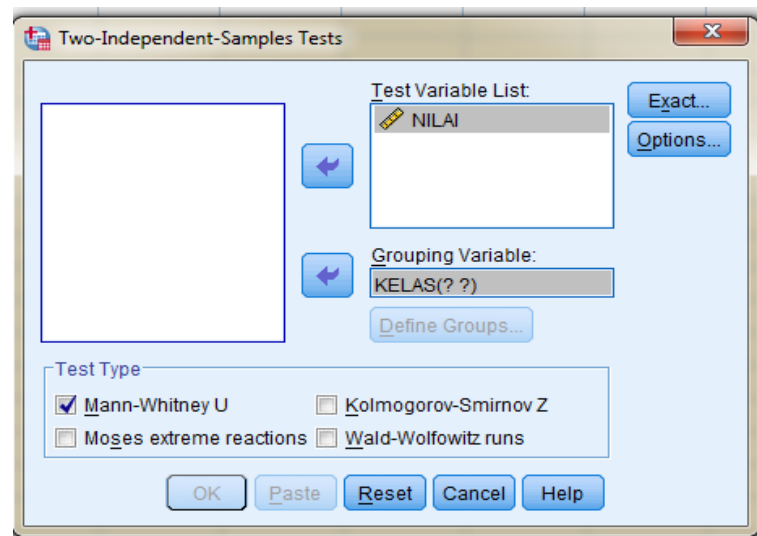 Two-Independent-Samples Tests
Test Variable List:
NILAI
Exact...
Options...
Grouping Variable:
KELAS(? ?)
Define Groups...
Test Type
Mann-Whitney U
Kolmogorov-Smirnov Z
Moses extreme reactions
Wald-Wolfowitz runs
OK
Paste
Reset
Cancel
Help